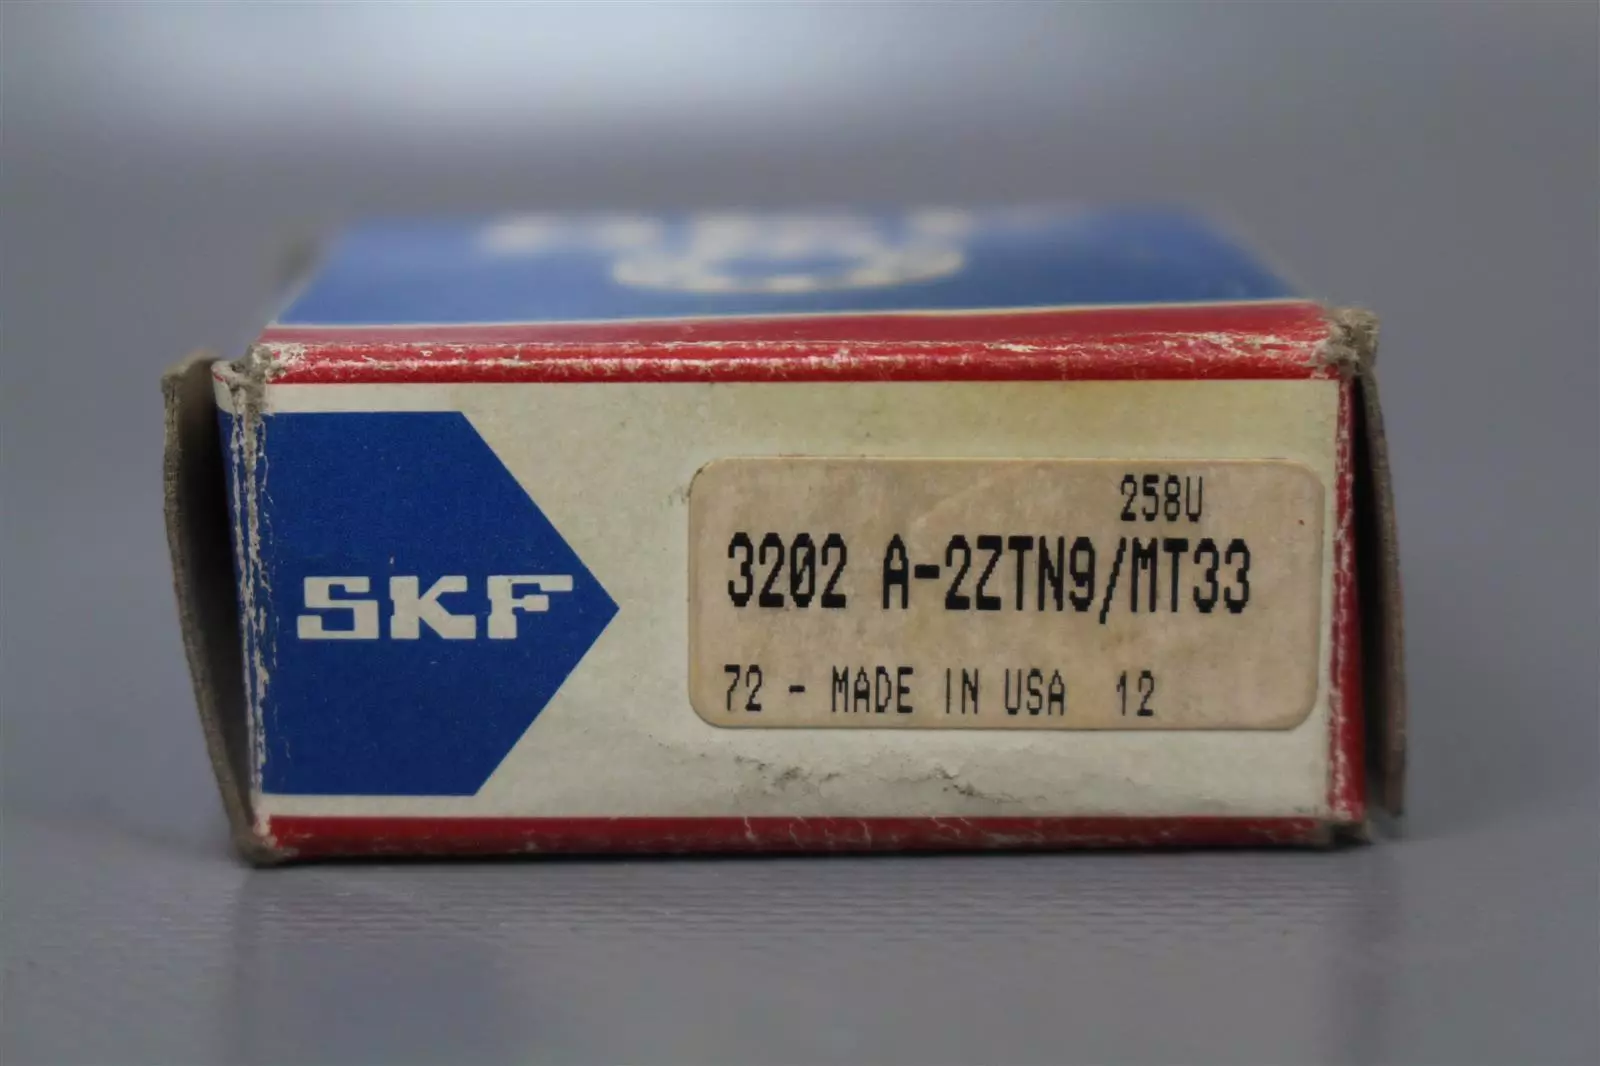 SKF
258U
3202 A-2ZTN9/MT33
72 - MADE IN USA 12